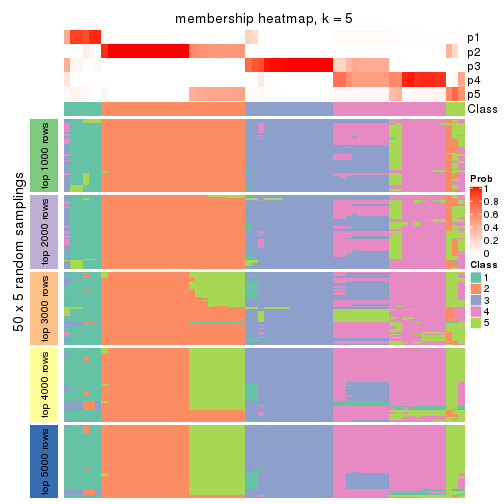 membership heatmap, k = 5
p1
p2
p3
p4
p5
Class
50 x 5 random samplings
top 1000 rows
top 2000 rows
top 3000 rows
top 4000 rows
top 5000 rows
Prob
1
0.8
0.6
0.4
0.2
0
Class
1
2
3
4
5